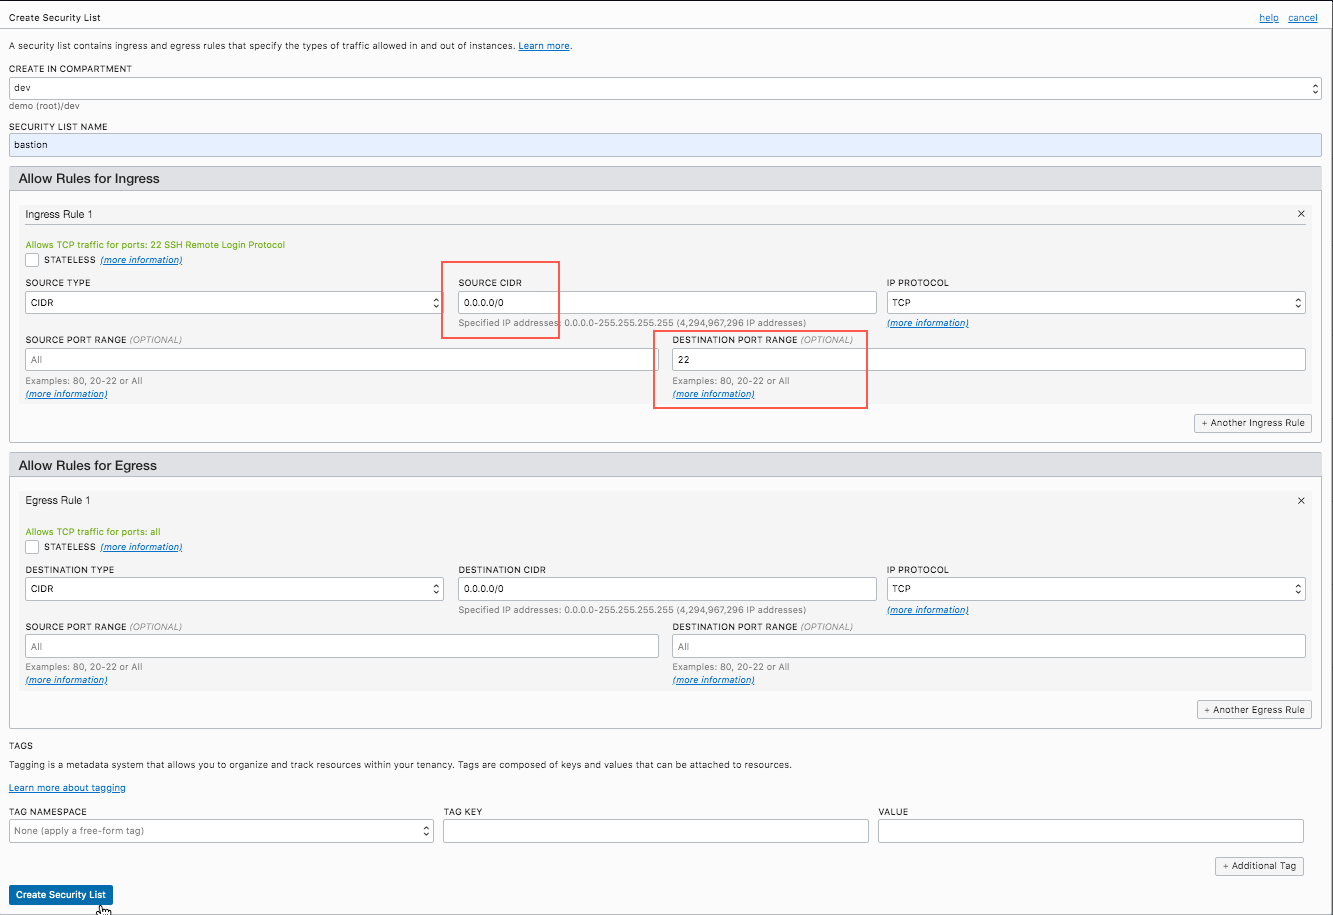 Create Security List help cancel
A security list contains ingress and egress rules that specify the types of traffic allowed in and out of instances. Learn more.
CREATE IN COMPARTMENT
dev
demo (root)/dev
SECURITY LIST NAME
bastion
Allow Rules for Ingress
Ingress Rule 1 ×
Allows TCP traffic for ports: 22 SSH Remote Login Protocol
STATELESS (more information)
SOURCE TYPE SOURCE CIDR IP PROTOCOL
CIDR 0.0.0.0/0 TCP
Specified IP addresses: 0.0.0.0-255.255.255.255 (4,294,967,296 IP addresses) (more information)
SOURCE PORT RANGE (OPTIONAL) DESTINATION PORT RANGE (OPTIONAL)
All 22
Examples: 80, 20-22 or All Examples: 80, 20-22 or All
(more information) (more information)
+ Another Ingress Rule
Allow Rules for Egress
Egress Rule 1 ×
Allows TCP traffic for ports: all
STATELESS (more information)
DESTINATION TYPE DESTINATION CIDR IP PROTOCOL
CIDR 0.0.0.0/0 TCP
Specified IP addresses: 0.0.0.0-255.255.255.255 (4,294,967,296 IP addresses) (more information)
SOURCE PORT RANGE (OPTIONAL) DESTINATION PORT RANGE (OPTIONAL)
All All
Examples: 80, 20-22 or All Examples: 80, 20-22 or All
(more information) (more information)
+ Another Egress Rule
TAGS
Tagging is a metadata system that allows you to organize and track resources within your tenancy. Tags are composed of keys and values that can be attached to resources.
Learn more about tagging
TAG NAMESPACE TAG KEY VALUE
None (apply a free-form tag)
+ Additional Tag
Create Security List